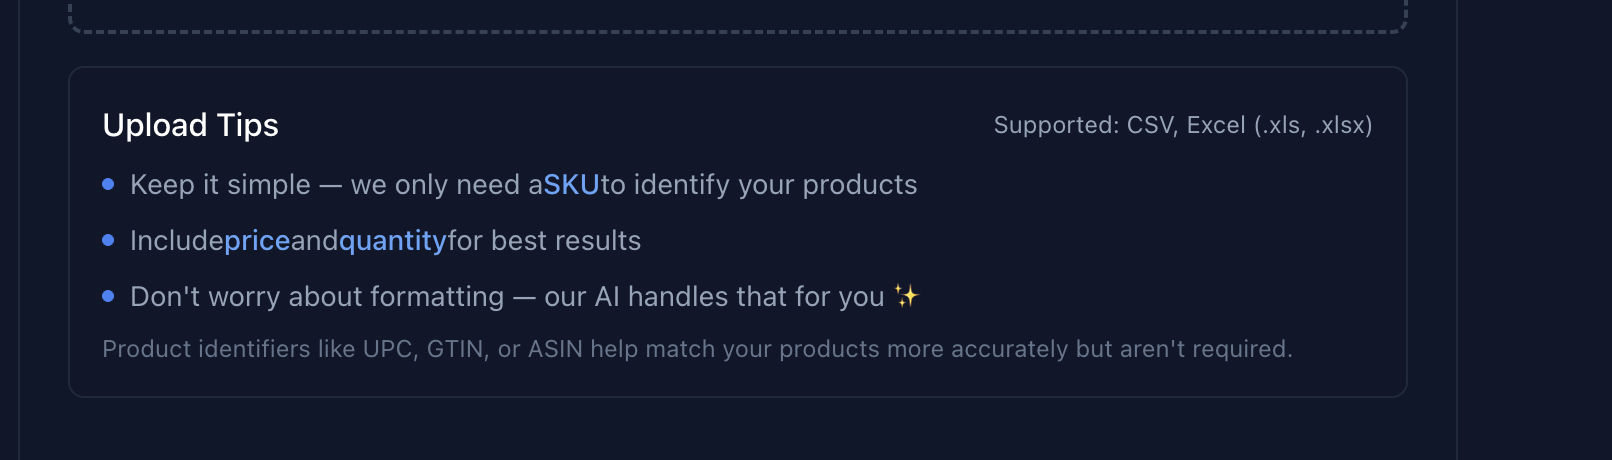 Upload Tips
Supported: CSV, Excel (.xls, .xlsx)
Keep it simple — we only need aSKUto identify your products
Includepriceandquantityfor best results
Don't worry about formatting — our AI handles that for you ✨
Product identifiers like UPC, GTIN, or ASIN help match your products more accurately but aren't required.